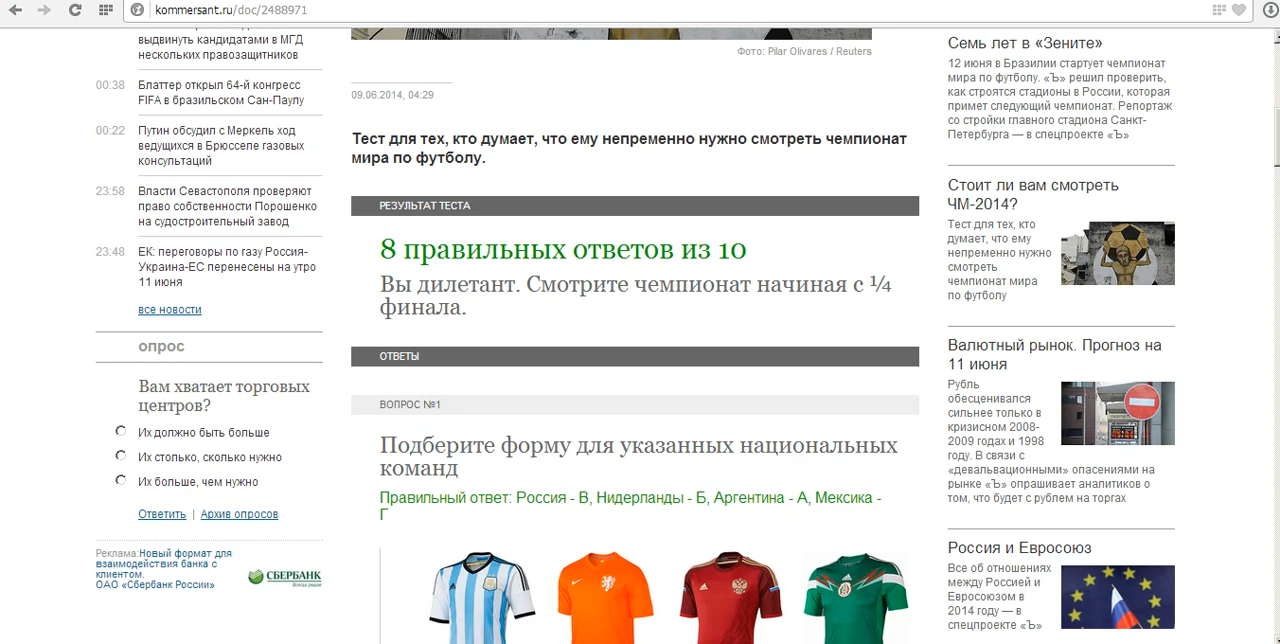 kommersant.ru/doc/2488971
выдвинуть кандидатами в МГД
нескольких правозащитников
00:38 Блаттер открыл 64-й конгресс
FIFA в бразильском Сан-Паулу
00:22 Путин обсудил с Меркель ход
ведущихся в Брюсселе газовых
консультаций
23:58 Власти Севастополя проверяют
право собственности Порошенко
на судостроительный завод
23:48 ЕК: переговоры по газу Россия-
Украина-ЕС перенесены на утро
11 июня
все новости
опрос
Вам хватает торговых
центров?
Их должно быть больше
Их столько, сколько нужно
Их больше, чем нужно
Ответить | Архив опросов
Реклама:Новый формат для
взаимодействия банка с
клиентом.
ОАО «Сбербанк России»
СБЕРБАНК
Фото: Pilar Olivares / Reuters
09.06.2014, 04:29
Тест для тех, кто думает, что ему непременно нужно смотреть чемпионат
мира по футболу.
РЕЗУЛЬТАТ ТЕСТА
8 правильных ответов из 10
Вы дилетант. Смотрите чемпионат начиная с ¼
финала.
ОТВЕТЫ
ВОПРОС №1
Подберите форму для указанных национальных
команд
Правильный ответ: Россия - В, Нидерланды - Б, Аргентина - А, Мексика -
Г
Семь лет в «Зените»
12 июня в Бразилии стартует чемпионат
мира по футболу. «Ъ» решил проверить,
как строятся стадионы в России, которая
примет следующий чемпионат. Репортаж
со стройки главного стадиона Санкт-
Петербурга — в спецпроекте «Ъ»
Стоит ли вам смотреть
ЧМ-2014?
Тест для тех, кто
думает, что ему
непременно нужно
смотреть
чемпионат мира
по футболу
Валютный рынок. Прогноз на
11 июня
Рубль
обесценивался
сильнее только в
кризисном 2008-
2009 годах и 1998
году. В связи с
«девальвационными» опасениями на
рынке «Ъ» опрашивает аналитиков о
том, что будет с рублем на торгах
Россия и Евросоюз
Все об отношениях
между Россией и
Евросоюзом в
2014 году — в
спецпроекте «Ъ»